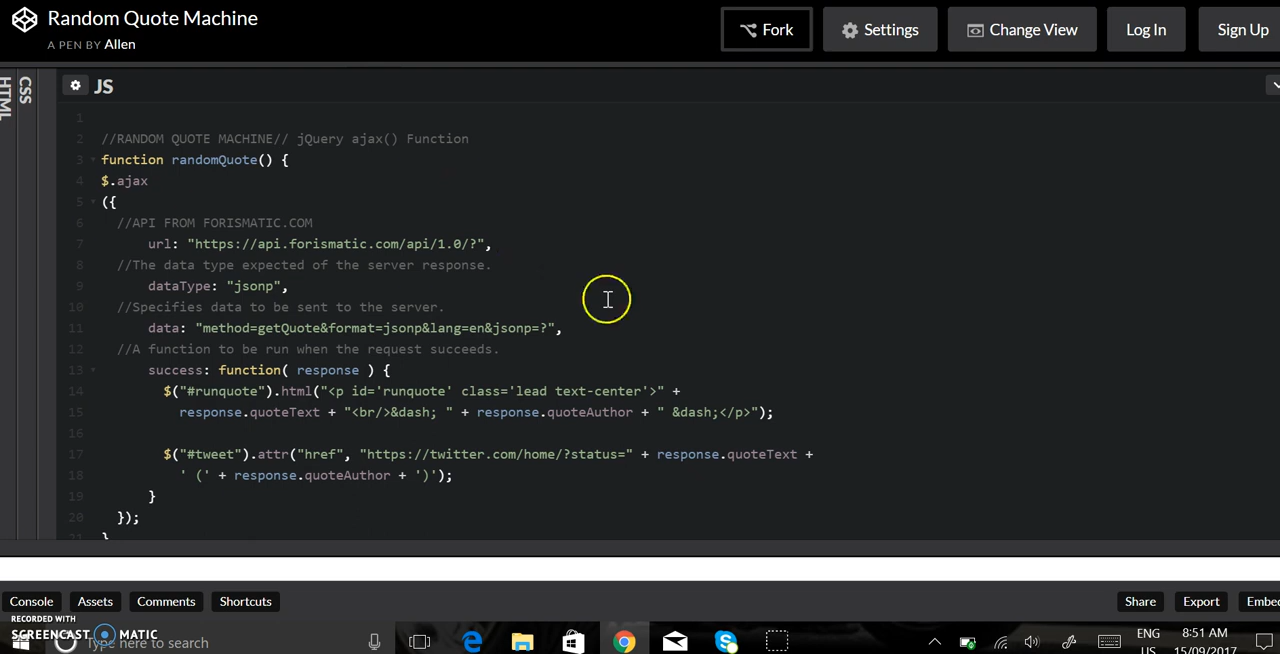 Random Quote Machine
A PEN BY Allen
Fork
Settings
Change View
Log In
Sign Up
HTML
CSS
JS
1
2 //RANDOM QUOTE MACHINE// jQuery ajax() Function
3 function randomQuote() {
4 $.ajax
5 ({
6 //API FROM FORISMATIC.COM
7 url: "https://api.forismatic.com/api/1.0/?",
8 //The data type expected of the server response.
9 dataType: "jsonp",
10 //Specifies data to be sent to the server.
11 data: "method=getQuote&format=jsonp&lang=en&jsonp=?",
12 //A function to be run when the request succeeds.
13 success: function( response ) {
14 $("#runquote").html("<p id='runquote' class='lead text-center'>" +
15 response.quoteText + "<br/>&dash; " + response.quoteAuthor + " &dash;</p>");
16
17 $("#tweet").attr("href", "https://twitter.com/home/?status=" + response.quoteText +
18 ' (' + response.quoteAuthor + ')');
19 }
20 });
21 }
Console
Assets
Comments
Shortcuts
Share
Export
Embed
RECORDED WITH
SCREENCAST MATIC
Type here to search
ENG
US
8:51 AM
15/09/2017